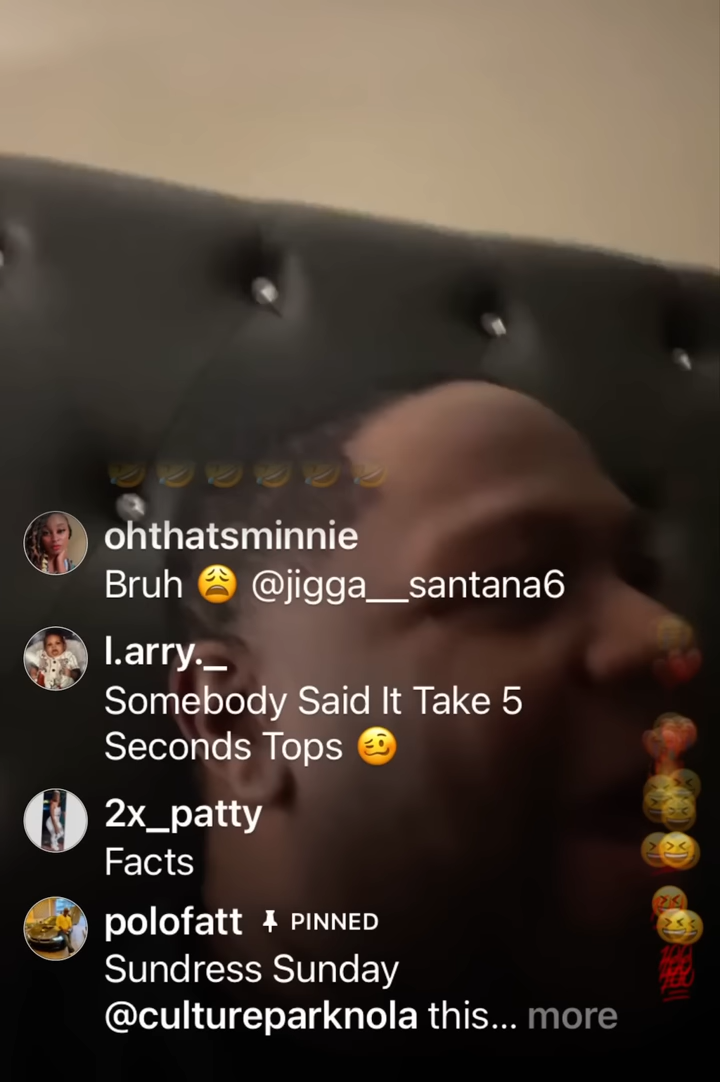 🤣🤣🤣🤣🤣🤣
ohthatsminnie
Bruh 😩 @jigga__santana6
l.arry._
Somebody Said It Take 5
Seconds Tops 🥴
2x_patty
Facts
polofatt PINNED
Sundress Sunday
@cultureparknola this... more